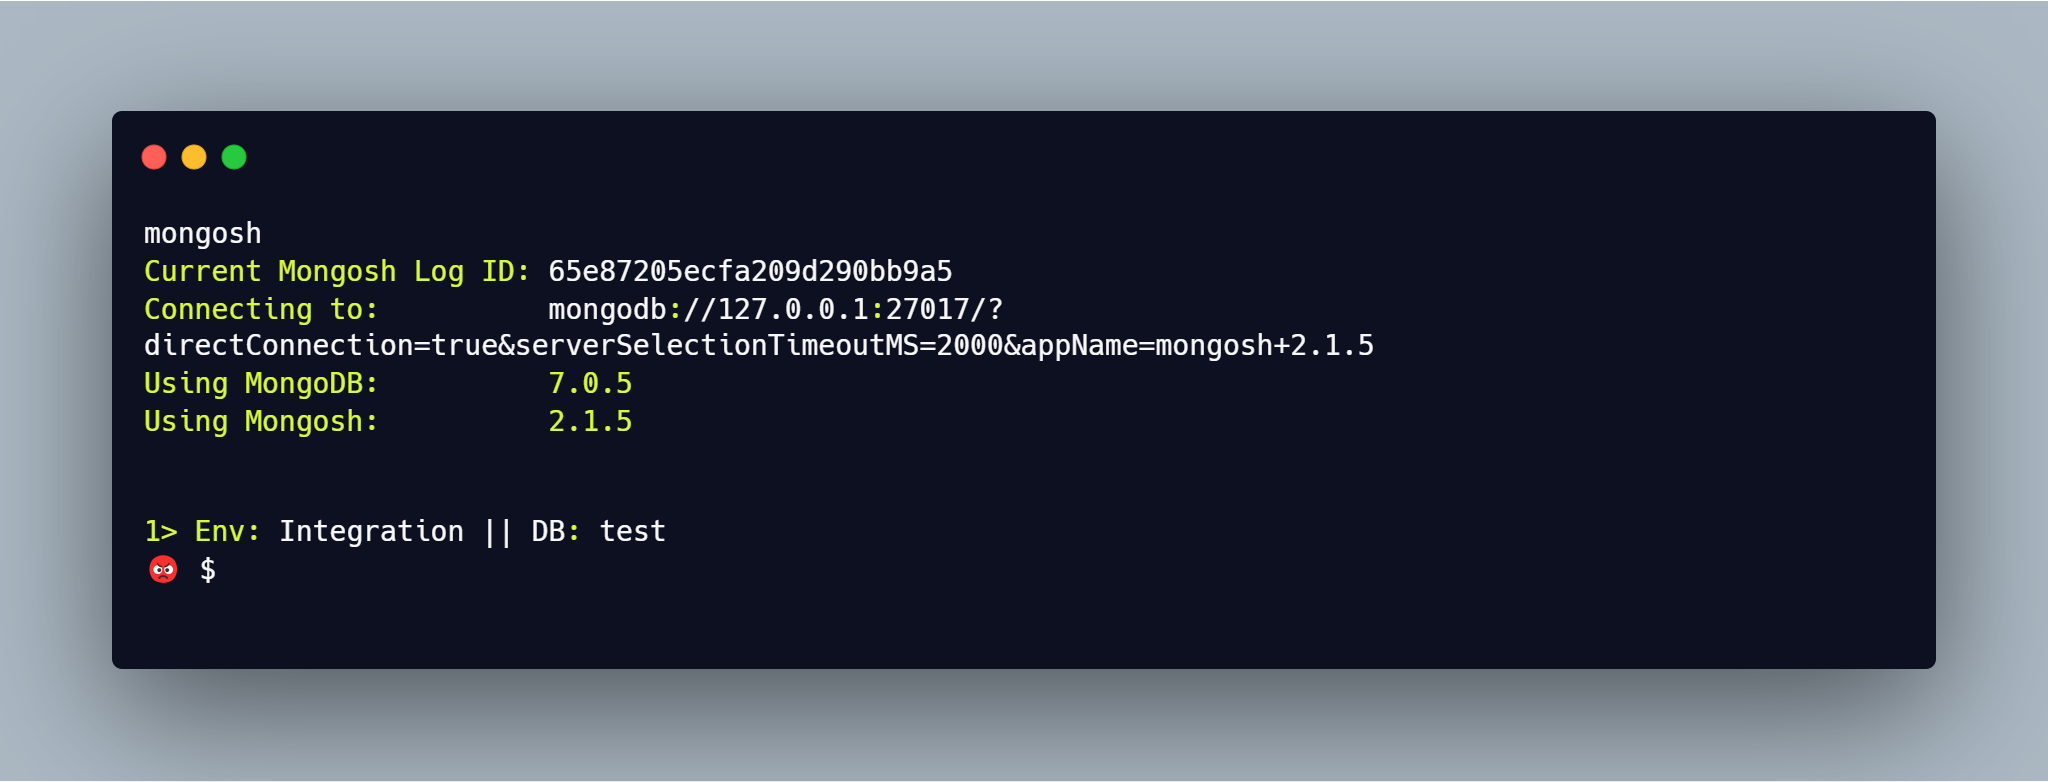 mongosh
Current Mongosh Log ID: 65e87205ecfa209d290bb9a5
Connecting to:          mongodb://127.0.0.1:27017/?
directConnection=true&serverSelectionTimeoutMS=2000&appName=mongosh+2.1.5
Using MongoDB:          7.0.5
Using Mongosh:          2.1.5
1> Env: Integration || DB: test
😡 $